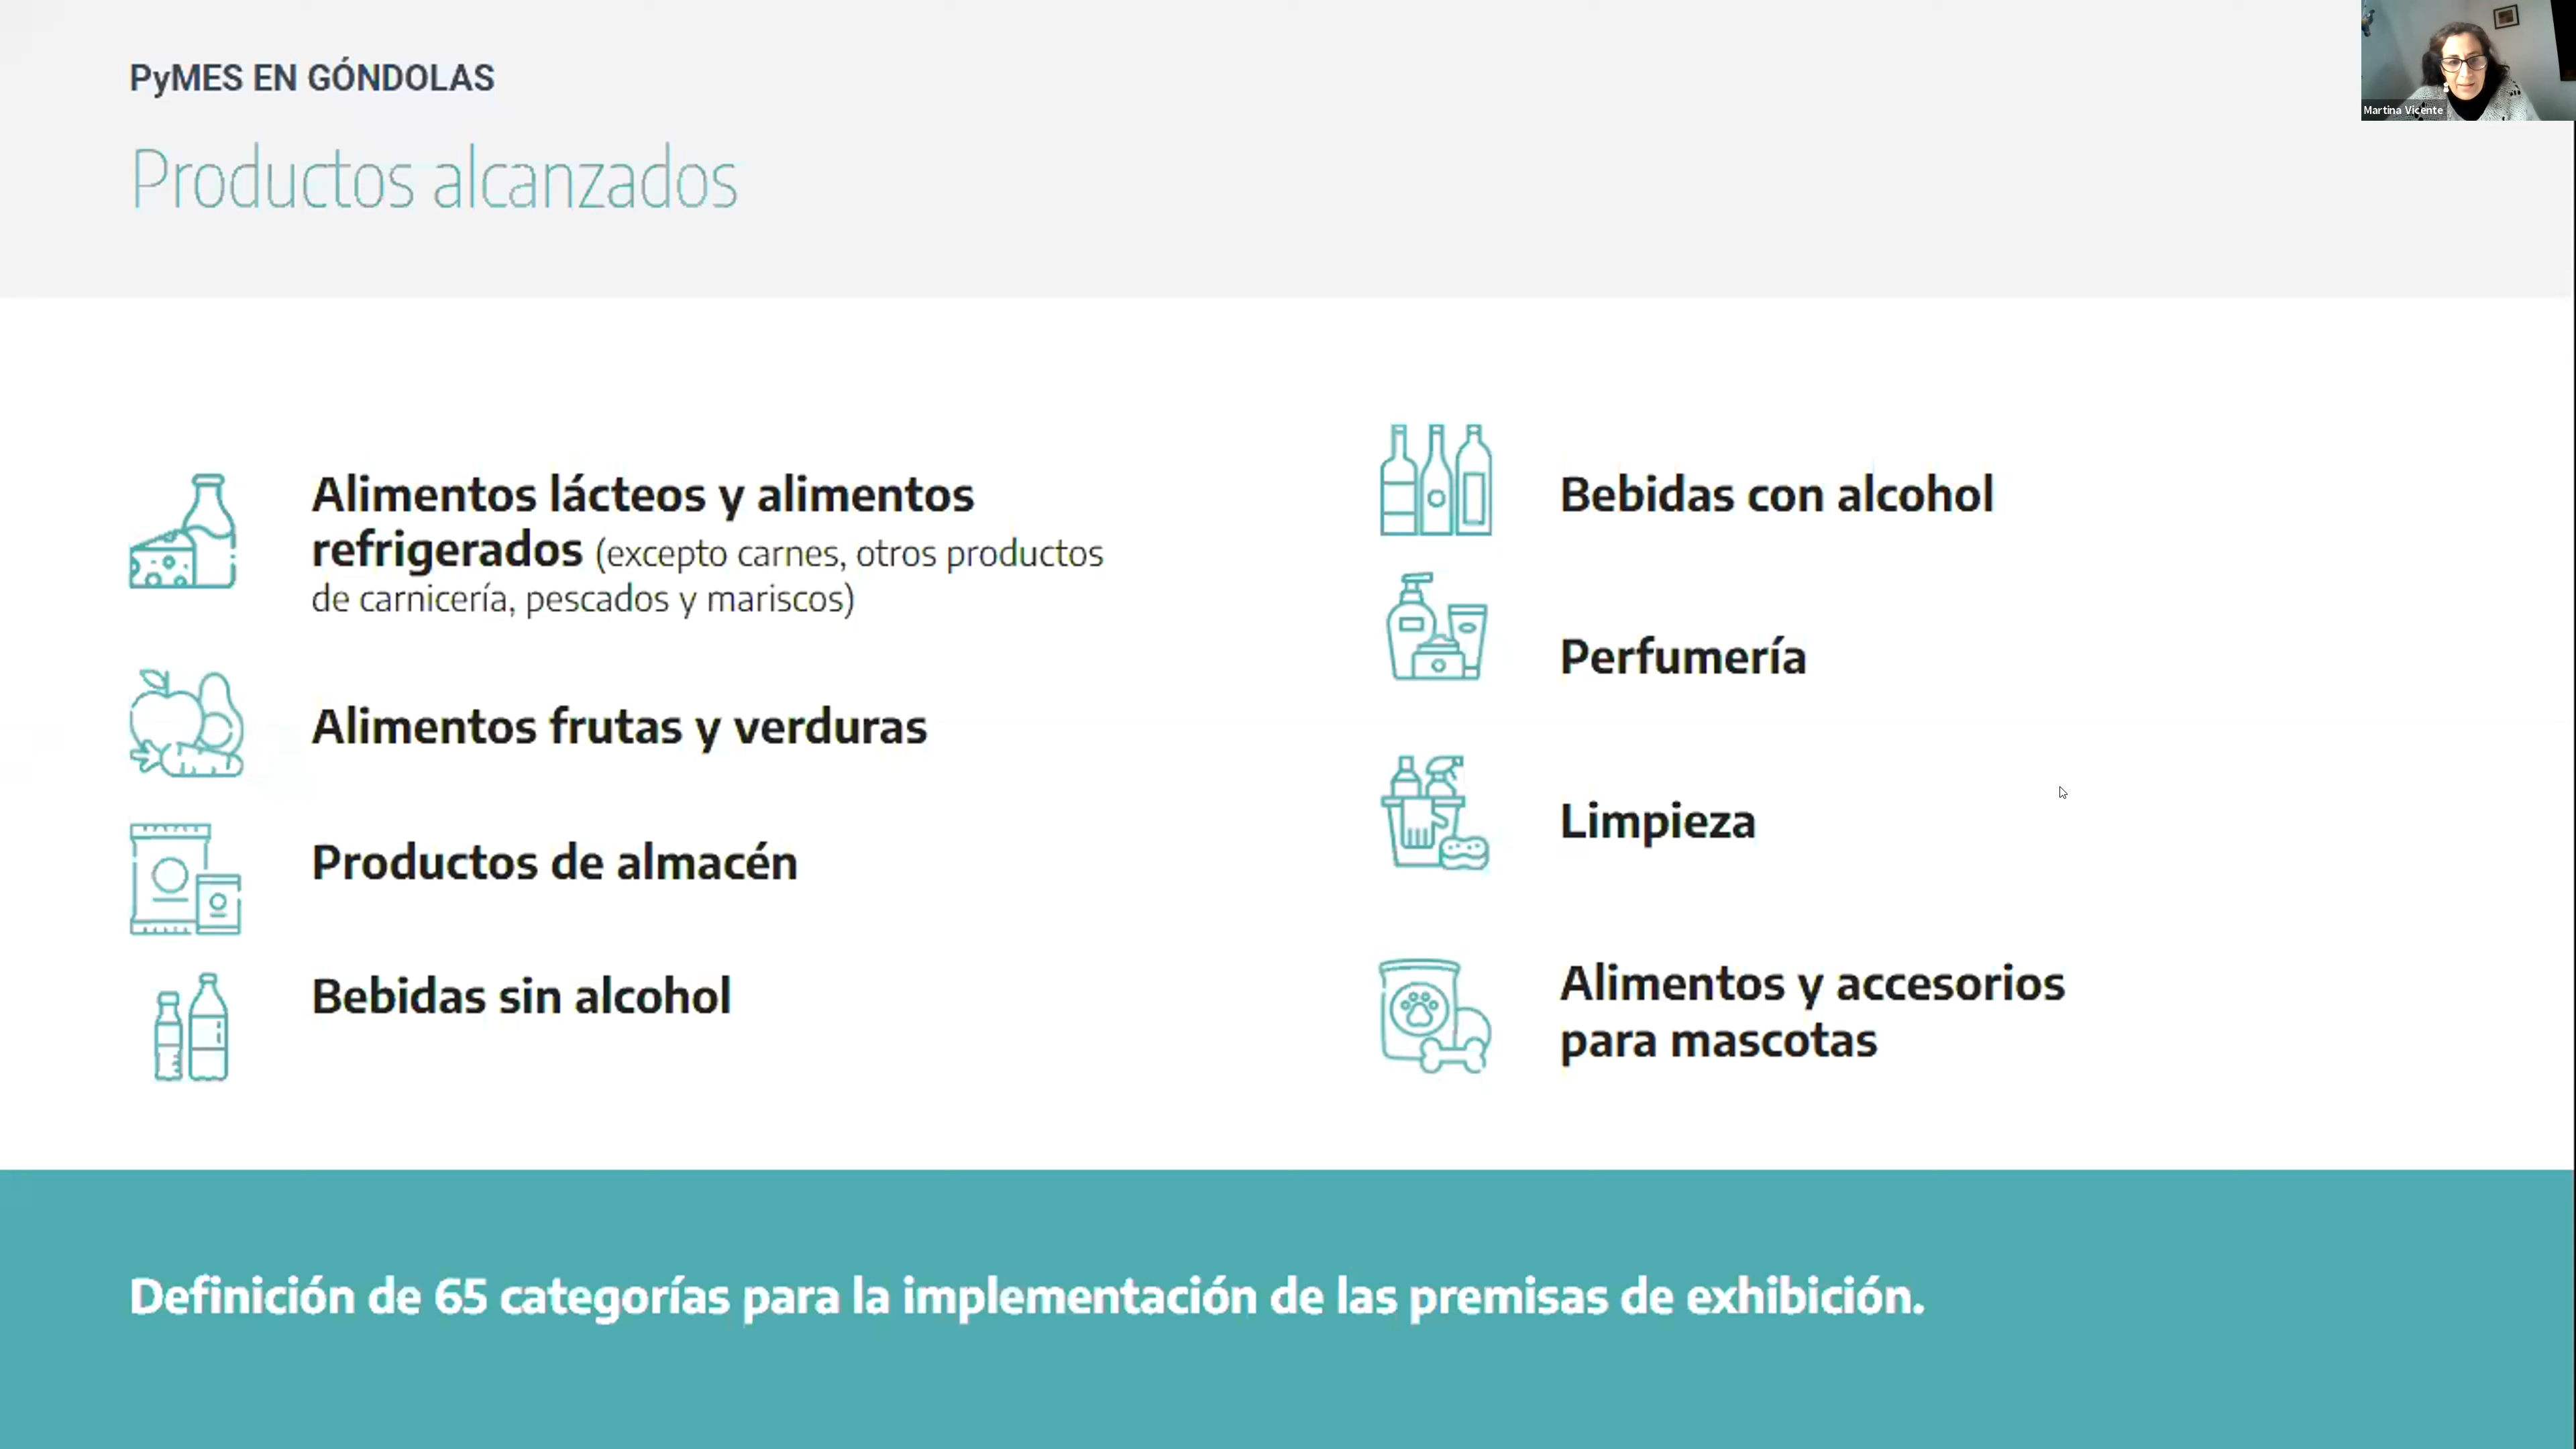 PyMES EN GÓNDOLAS
Productos alcanzados
Martina Vicente
Alimentos lácteos y alimentos
refrigerados (excepto carnes, otros productos
de carnicería, pescados y mariscos)
Alimentos frutas y verduras
Productos de almacén
Bebidas sin alcohol
Bebidas con alcohol
Perfumería
Limpieza
Alimentos y accesorios
para mascotas
Definición de 65 categorías para la implementación de las premisas de exhibición.